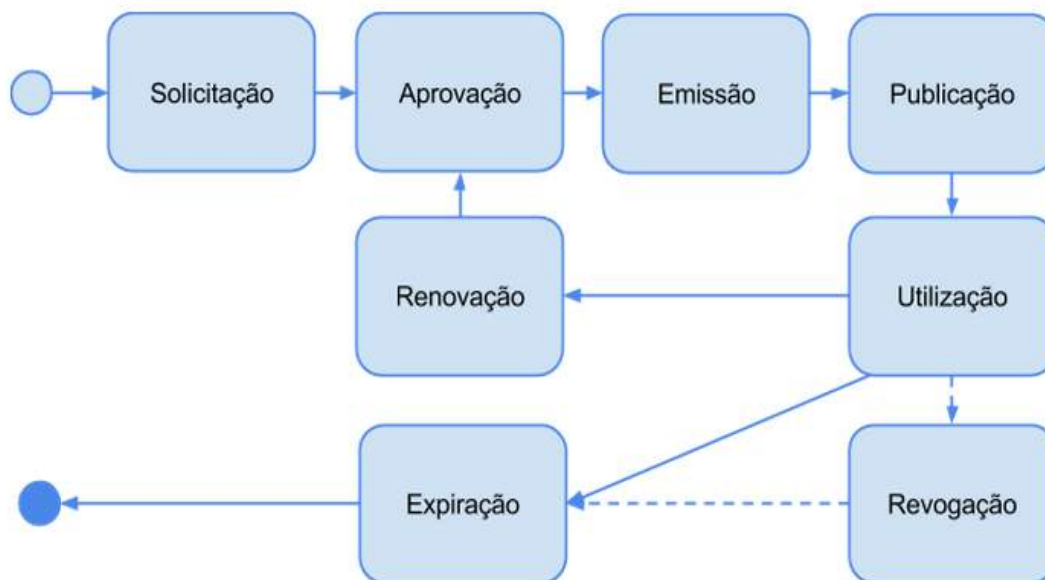 Solicitação
Aprovação
Emissão
Publicação
Renovação
Utilização
Expiração
Revogação